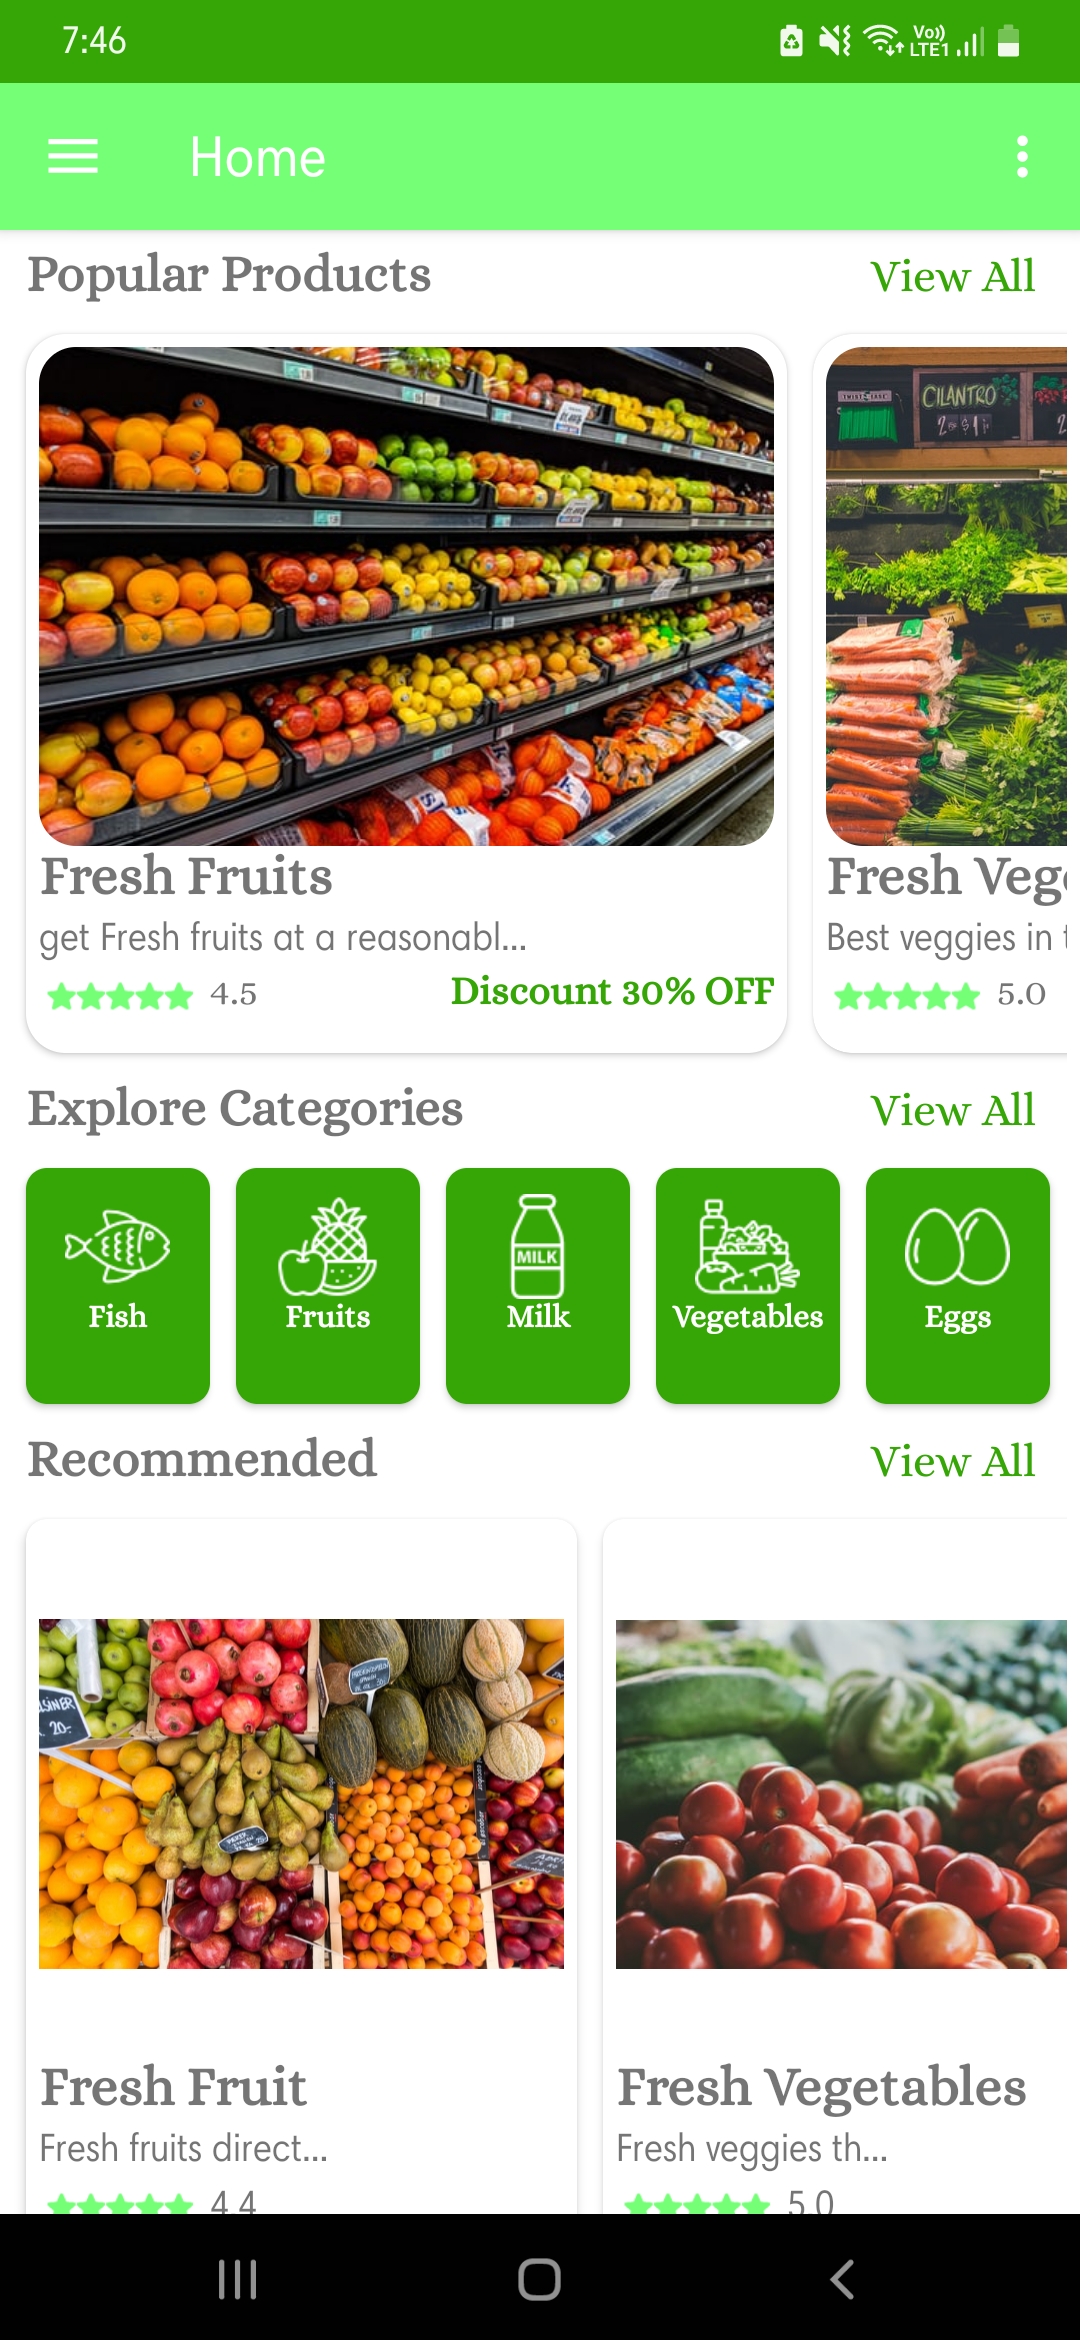 7:46
Vo))
LTE1
Home
Popular Products
View All
CILANTRO
Fresh Fruits
get Fresh fruits at a reasonabl...
4.5
Discount 30% OFF
Fresh Veg
Best veggies in t
5.0
Explore Categories
View All
MILK
Fish
Fruits
Milk
Vegetables
Eggs
Recommended
View All
20.-
Fresh Fruit
Fresh fruits direct...
4.4
Fresh Vegetables
Fresh veggies th...
5.0